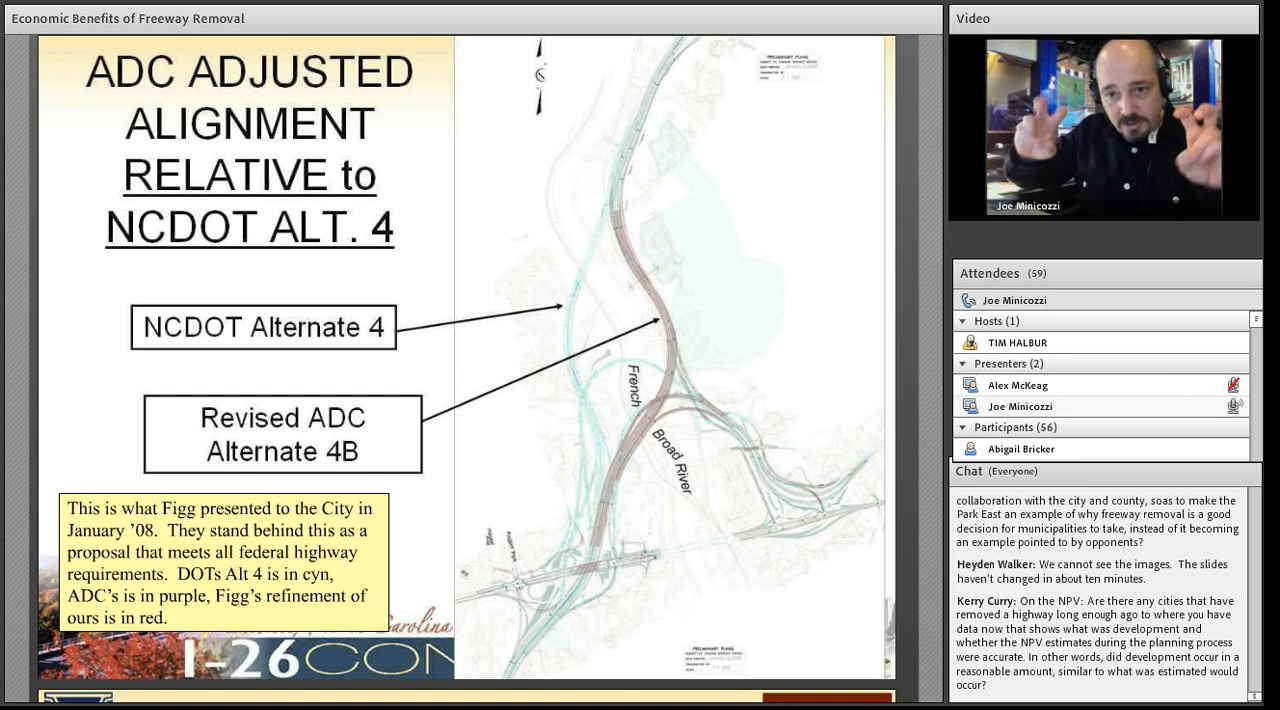 Economic Benefits of Freeway Removal
ADC ADJUSTED
ALIGNMENT
RELATIVE to
NCDOT ALT. 4
NCDOT Alternate 4
Revised ADC
Alternate 4B
This is what Figg presented to the City in
January ’08.  They stand behind this as a
proposal that meets all federal highway
requirements.  DOTs Alt 4 is in cyn,
ADC’s is in purple, Figg’s refinement of
ours is in red.
Carolina
I-26CON
PRELIMINARY PLANS
French
Broad River
PRELIMINARY PLANS
Video
Joe Minicozzi
Attendees (59)
Joe Minicozzi
Hosts (1)
TIM HALBUR
Presenters (2)
Alex McKeag
Joe Minicozzi
Participants (56)
Abigail Bricker
Chat (Everyone)
collaboration with the city and county, soas to make the
Park East an example of why freeway removal is a good
decision for municipalities to take, instead of it becoming
an example pointed to by opponents?
Heyden Walker: We cannot see the images.  The slides
haven't changed in about ten minutes.
Kerry Curry: On the NPV: Are there any cities that have
removed a highway long enough ago to where you have
data now that shows what was development and
whether the NPV estimates during the planning process
were accurate. In other words, did development occur in a
reasonable amount, similar to what was estimated would
occur?